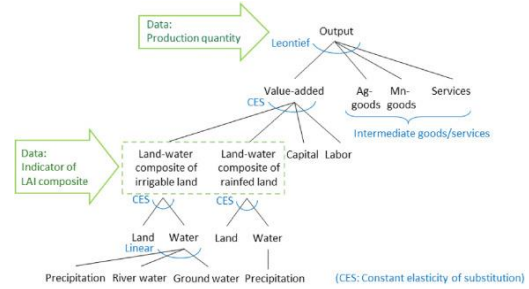 Data:
Production quantity
Output
Leontief
Value-added
Ag-
goods
Mn-
goods
Services
CES
Intermediate goods/services
Data:
Indicator of
LAI composite
Land-water
composite of
irrigable land
Land-water
composite of
rainfed land
Capital
Labor
CES
CES
Land
Water
Land
Water
Linear
Precipitation
River water
Ground water
Precipitation
(CES: Constant elasticity of substitution)